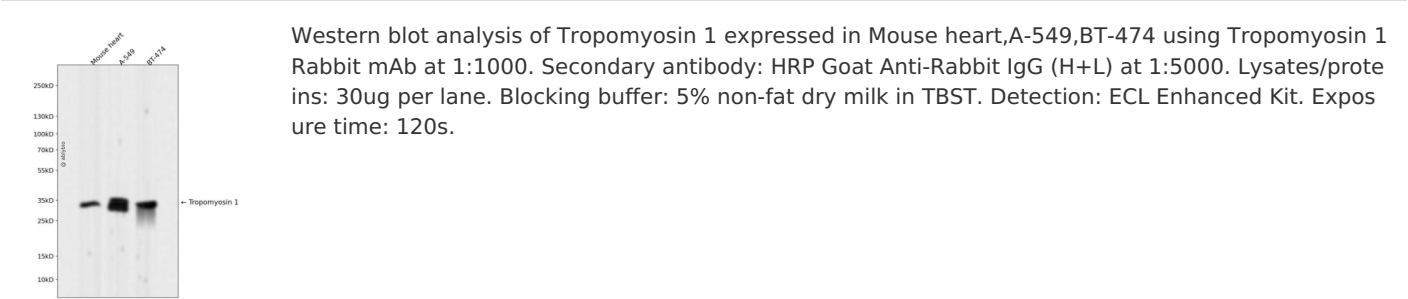 Mouse heart
A-549
BT-474
250kD
130kD
100kD
70kD
55kD
35kD
25kD
15kD
10kD
@ abkybio
← Tropomyosin 1
Western blot analysis of Tropomyosin 1 expressed in Mouse heart,A-549,BT-474 using Tropomyosin 1
Rabbit mAb at 1:1000. Secondary antibody: HRP Goat Anti-Rabbit IgG (H+L) at 1:5000. Lysates/prote
ins: 30ug per lane. Blocking buffer: 5% non-fat dry milk in TBST. Detection: ECL Enhanced Kit. Expos
ure time: 120s.